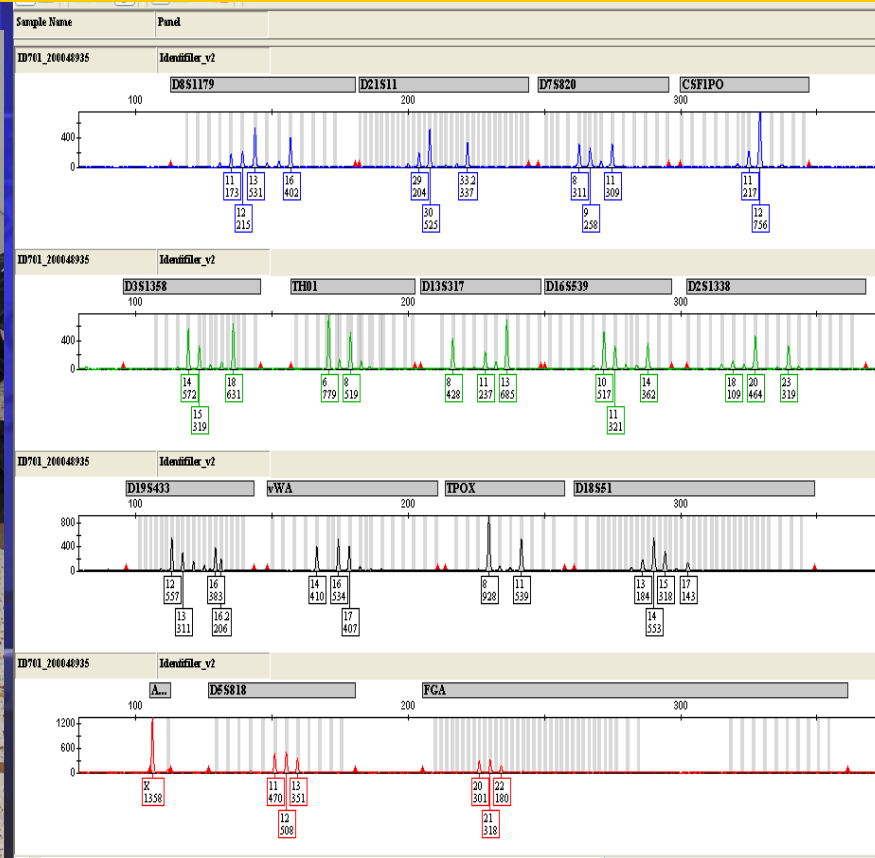 Sample Name Panel
ID701_200048935 Identifiler_v2
D8S1179 D21S11 D7S820 CSF1PO
100 200 300
400
0
11 13 16 29 33.2 8 11 11
173 531 402 204 337 311 309 217
12 30 9 12
215 525 258 756
ID701_200048935 Identifiler_v2
D3S1358 TH01 D13S317 D16S539 D2S1338
100 200 300
400
0
14 18 6 8 8 11 13 10 14 18 20 23
572 631 779 519 428 237 685 517 362 109 464 319
15 11
319 321
ID701_200048935 Identifiler_v2
D19S433 vWA TPOX D18S51
100 200 300
800
400
0
12 16 14 16 8 11 13 15 17
557 383 410 534 928 539 184 318 143
13 16.2 17 14
311 206 407 553
ID701_200048935 Identifiler_v2
A... D5S818 FGA
100 200 300
1200
600
0
X 11 13 20 22
1358 470 351 301 180
12 21
508 318